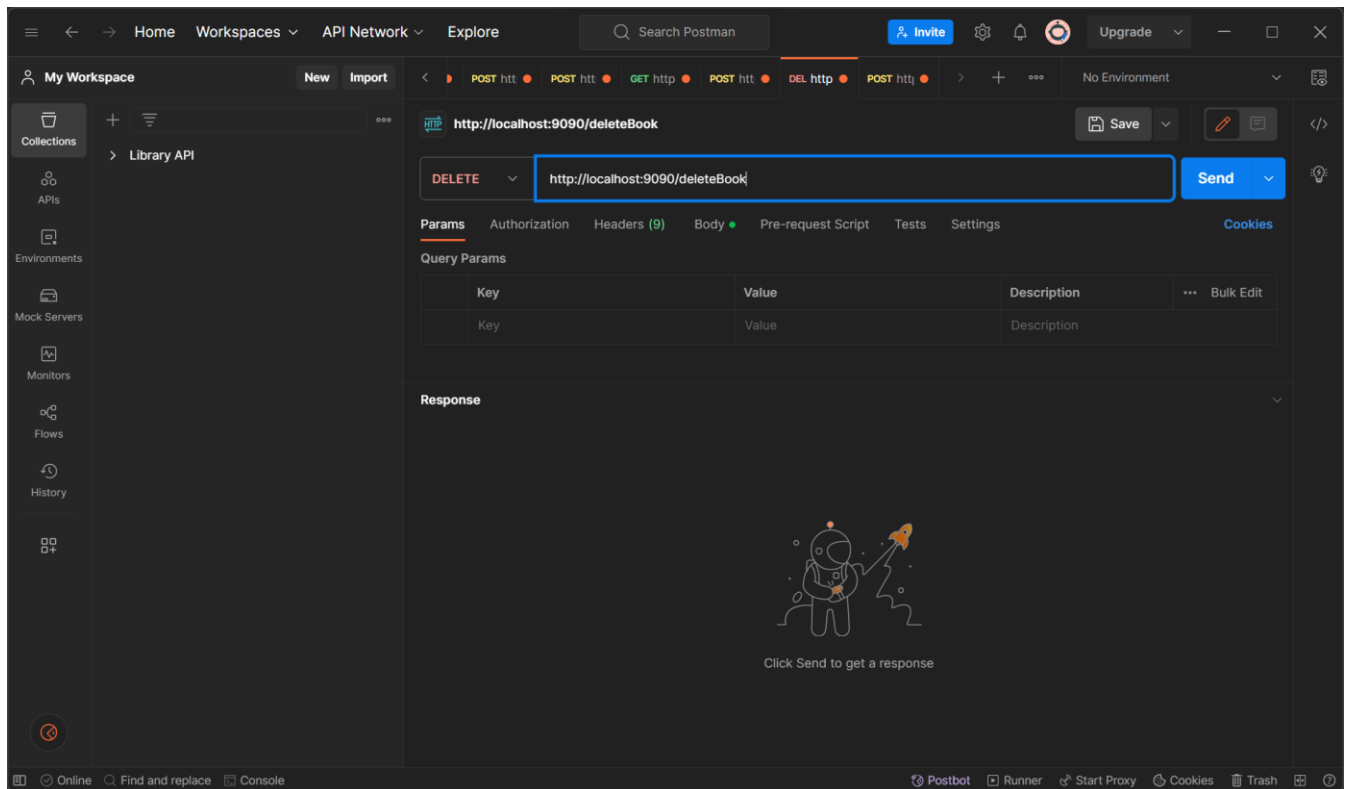 Home Workspaces API Network Explore Search Postman Invite Upgrade
My Workspace New Import POST htt POST htt GET http POST htt DEL http POST http No Environment
Collections
HTTP http://localhost:9090/deleteBook Save
Library API
DELETE http://localhost:9090/deleteBook Send
APIs
Params Authorization Headers (9) Body Pre-request Script Tests Settings Cookies
Environments
Query Params
Key Value Description Bulk Edit
Mock Servers
Key Value Description
Monitors
Response
Flows
History
Click Send to get a response
Online Find and replace Console Postbot Runner Start Proxy Cookies Trash